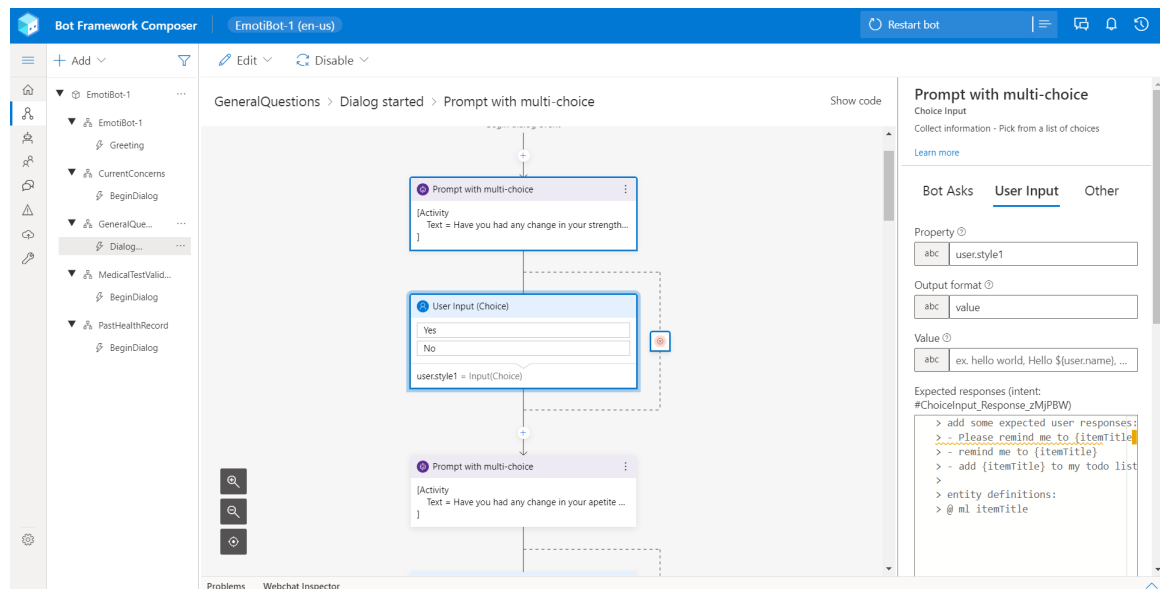 Bot Framework Composer
EmotiBot-1 (en-us)
Restart bot
Add
Edit
Disable
EmotiBot-1
EmotiBot-1
Greeting
CurrentConcerns
BeginDialog
GeneralQue...
Dialog...
MedicalTestValid...
BeginDialog
PastHealthRecord
BeginDialog
GeneralQuestions > Dialog started > Prompt with multi-choice
Show code
Prompt with multi-choice
[Activity
Text = Have you had any change in your strength...
]
User Input (Choice)
Yes
No
user.style1 = Input(Choice)
Prompt with multi-choice
[Activity
Text = Have you had any change in your apetite ...
]
Problems Webchat Inspector
Prompt with multi-choice
Choice Input
Collect information - Pick from a list of choices
Learn more
Bot Asks User Input Other
Property
abc user.style1
Output format
abc value
Value
abc ex. hello world, Hello ${user.name}, ...
Expected responses (intent:
#ChoiceInput_Response_zMjPBW)
> add some expected user responses:
> - Please remind me to {itemTitle
> - remind me to {itemTitle}
> - add {itemTitle} to my todo list
>
> entity definitions:
> @ ml itemTitle